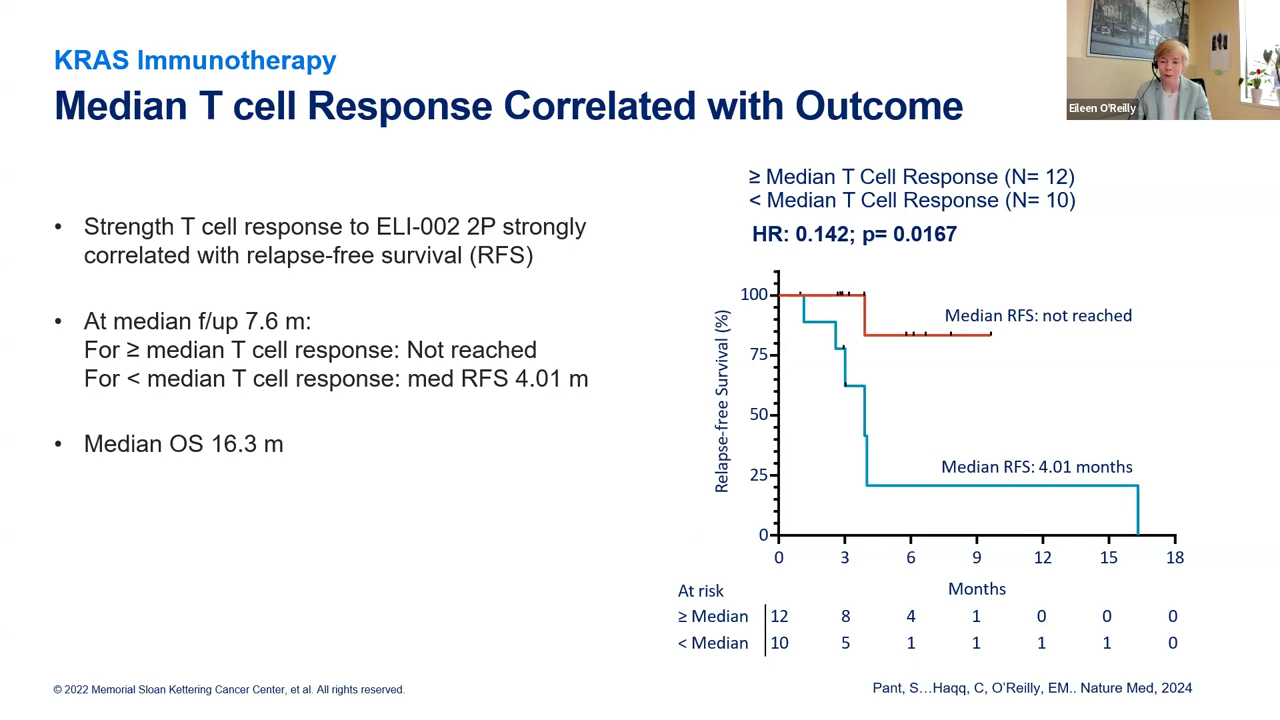 KRAS Immunotherapy
Median T cell Response Correlated with Outcome
Eileen O'Reilly
• Strength T cell response to ELI-002 2P strongly
correlated with relapse-free survival (RFS)
• At median f/up 7.6 m:
For ≥ median T cell response: Not reached
For < median T cell response: med RFS 4.01 m
• Median OS 16.3 m
≥ Median T Cell Response (N= 12)
< Median T Cell Response (N= 10)
HR: 0.142; p= 0.0167
Relapse-free Survival (%)
100
75
50
25
0
Median RFS: not reached
Median RFS: 4.01 months
0 3 6 9 12 15 18
Months
At risk
≥ Median 12 8 4 1 0 0 0
< Median 10 5 1 1 1 1 0
© 2022 Memorial Sloan Kettering Cancer Center, et al. All rights reserved.
Pant, S…Haqq, C, O'Reilly, EM.. Nature Med, 2024